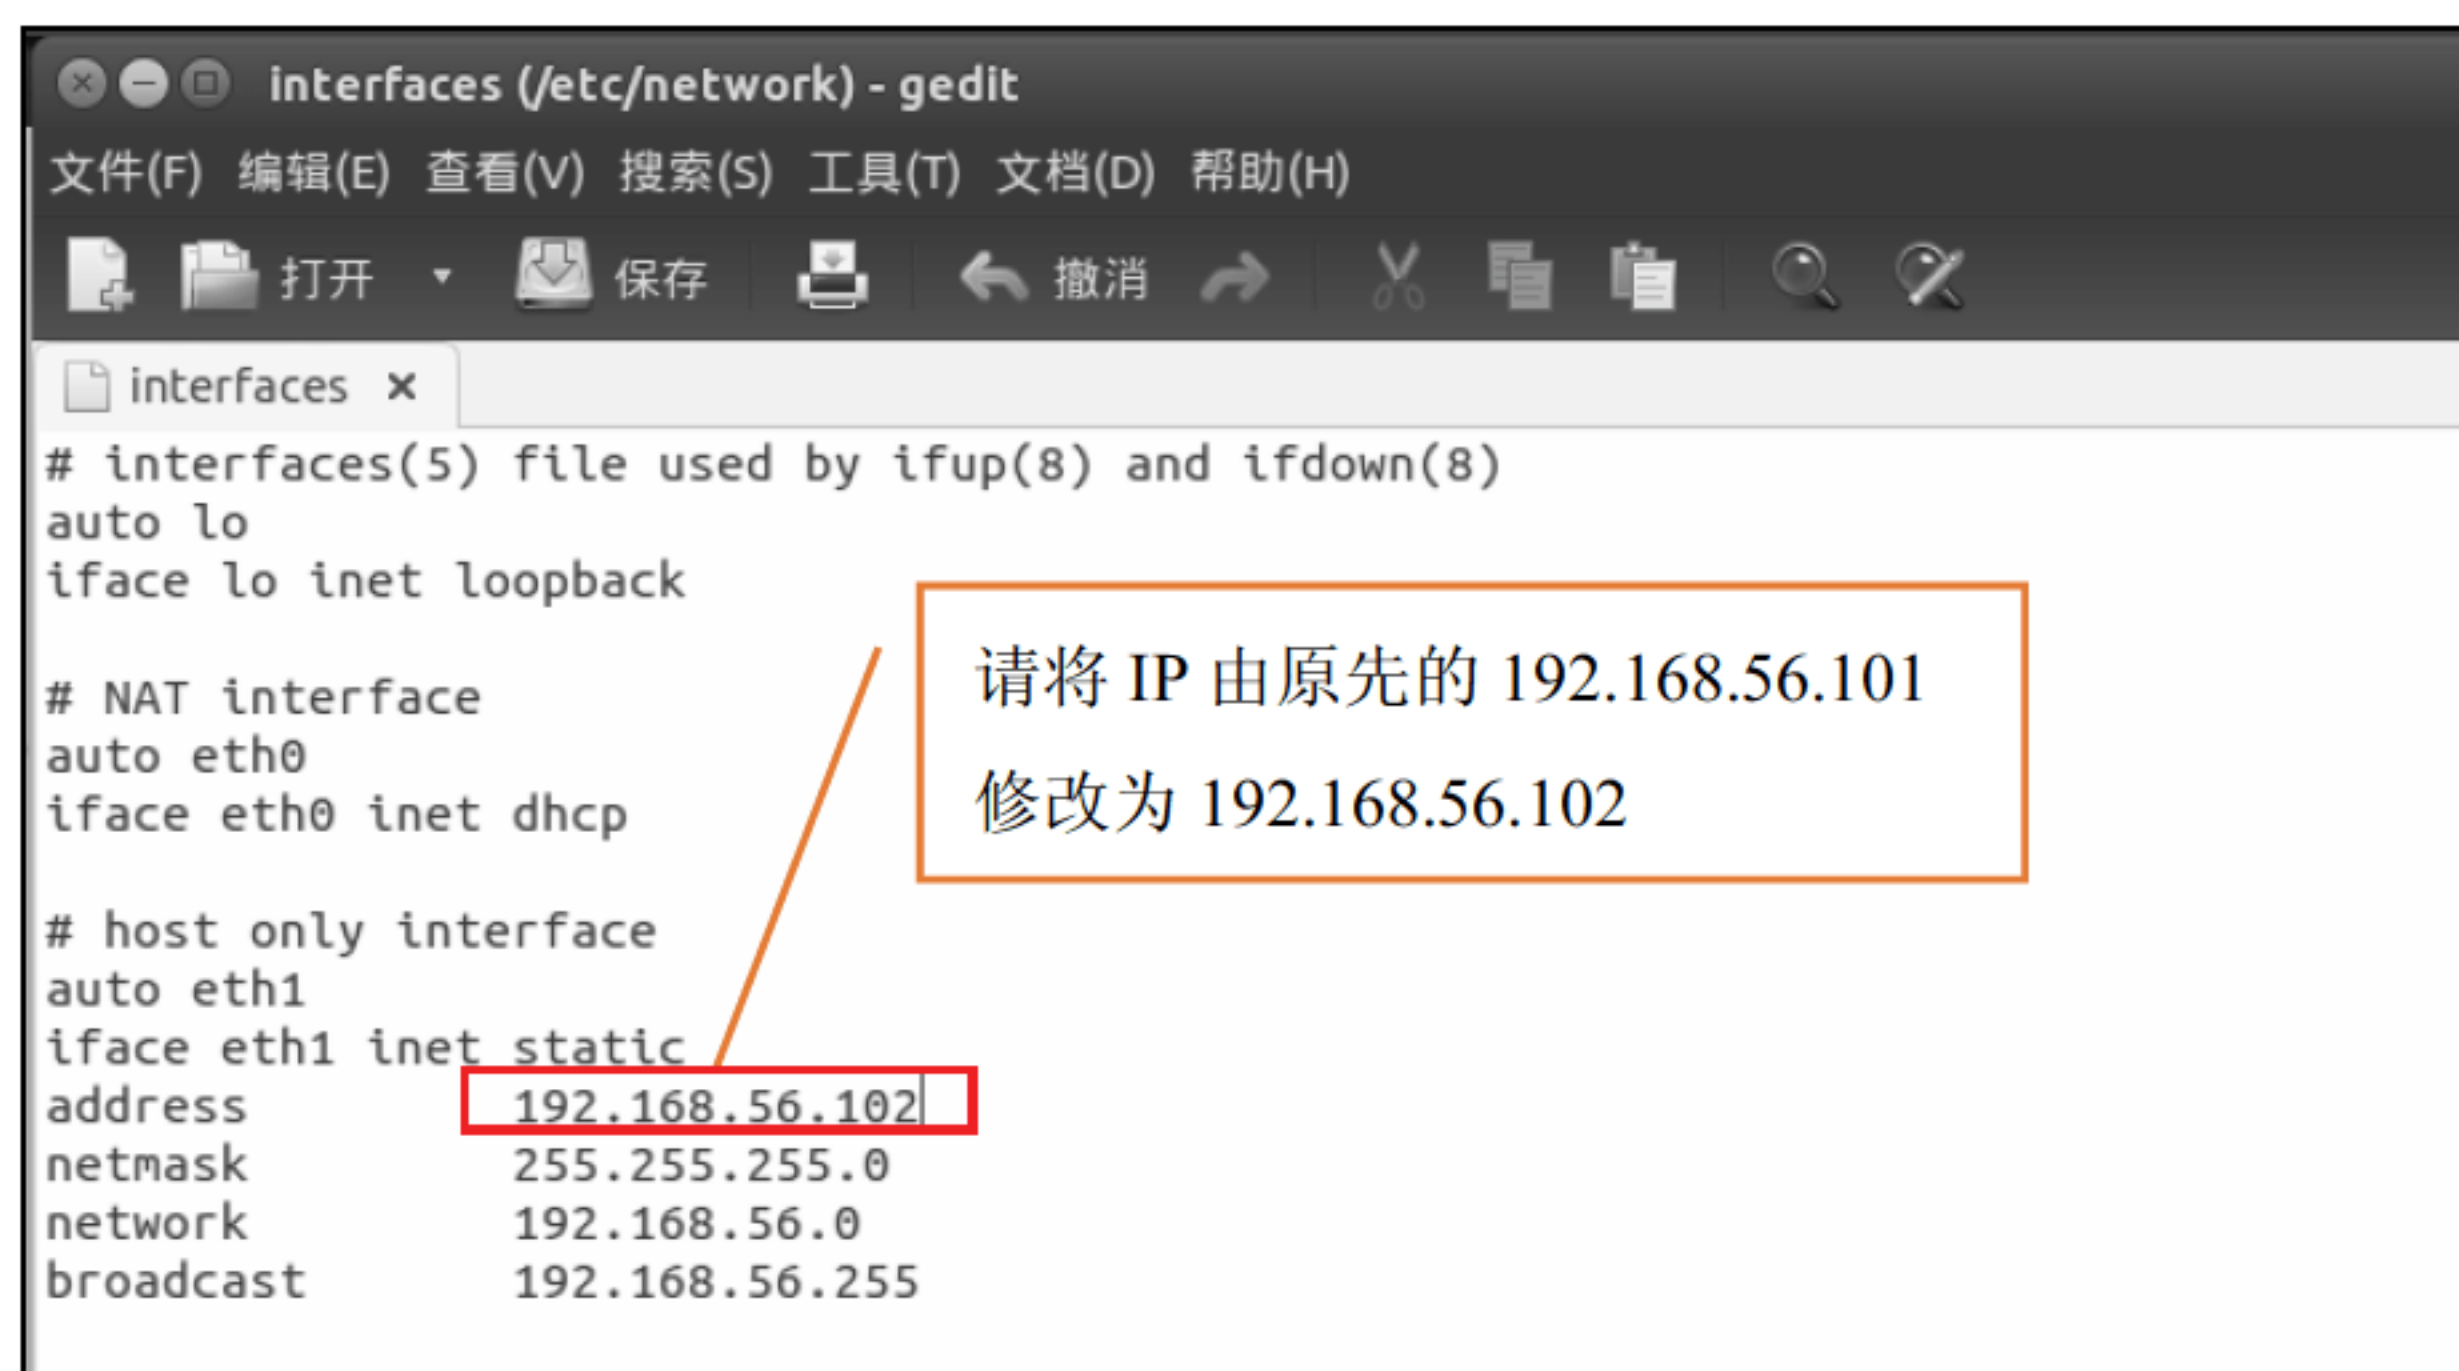 interfaces (/etc/network) - gedit
文件(F) 编辑(E) 查看(V) 搜索(S) 工具(T) 文档(D) 帮助(H)
打开 保存 撤消
interfaces
# interfaces(5) file used by ifup(8) and ifdown(8)
auto lo
iface lo inet loopback
# NAT interface
auto eth0
iface eth0 inet dhcp
请将 IP 由原先的 192.168.56.101
修改为 192.168.56.102
# host only interface
auto eth1
iface eth1 inet static
address 192.168.56.102
netmask 255.255.255.0
network 192.168.56.0
broadcast 192.168.56.255